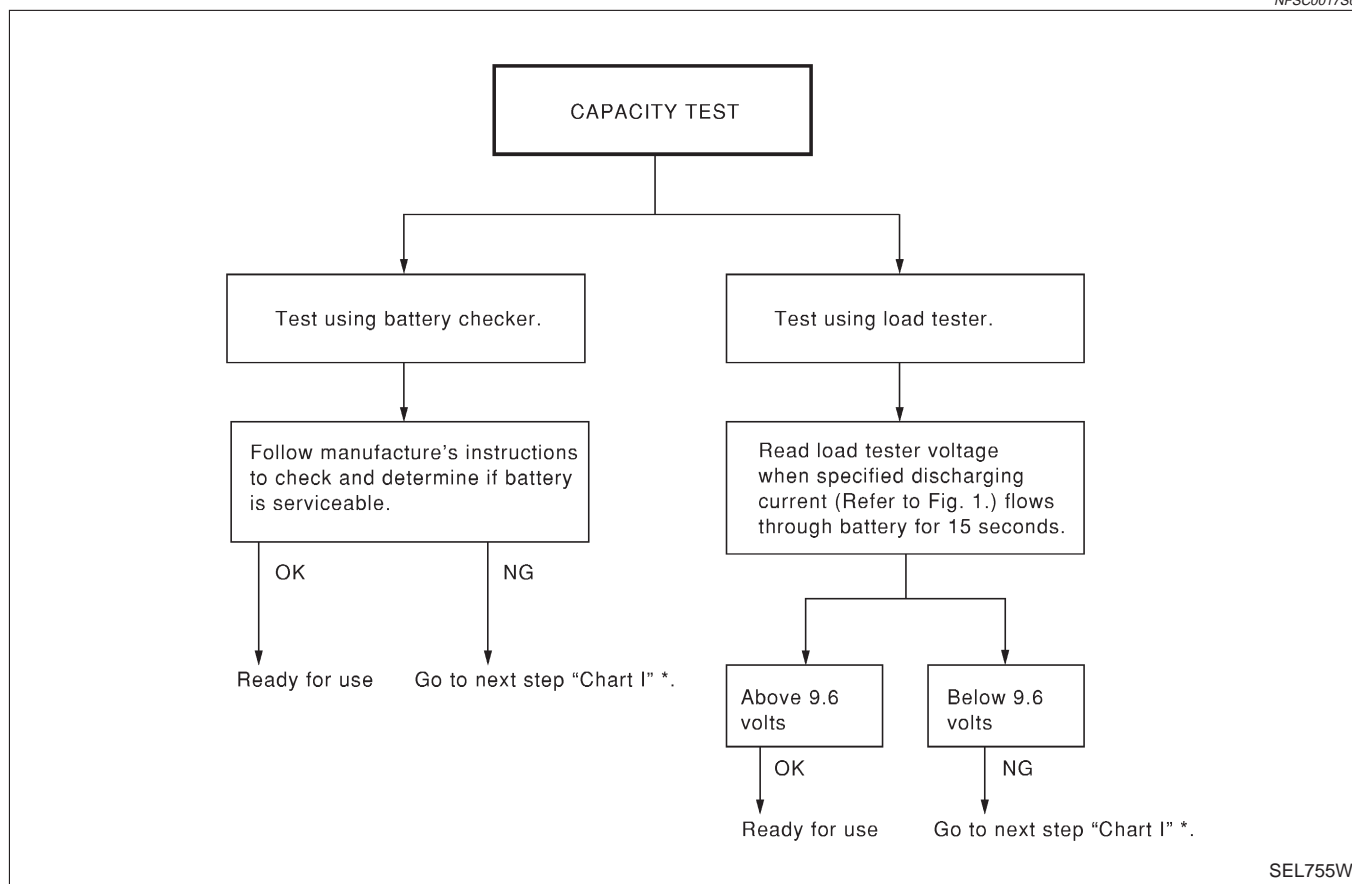 CAPACITY TEST
Test using battery checker.
Test using load tester.
Follow manufacture's instructions
to check and determine if battery
is serviceable.
Read load tester voltage
when specified discharging
current (Refer to Fig. 1.) flows
through battery for 15 seconds.
OK
NG
Ready for use
Go to next step “Chart I” *.
Above 9.6
volts
Below 9.6
volts
OK
NG
Ready for use
Go to next step “Chart I” *.
SEL755W